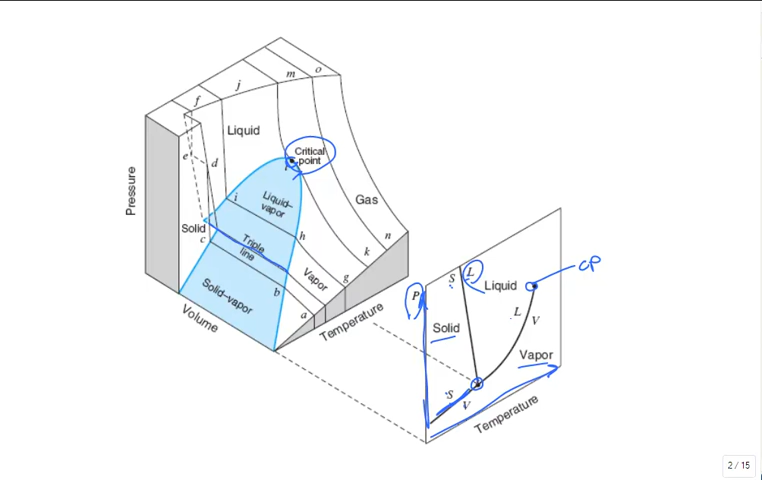 m
o
j
f
Liquid
Critical
point
e
d
Pressure
Gas
i
Liquid–
vapor
Solid
Triple
line
h
n
c
k
Vapor
g
Solid-vapor
b
a
Volume
Temperature
CP
S
L
Liquid
P
L
V
Solid
Vapor
S
V
Temperature
2 / 15